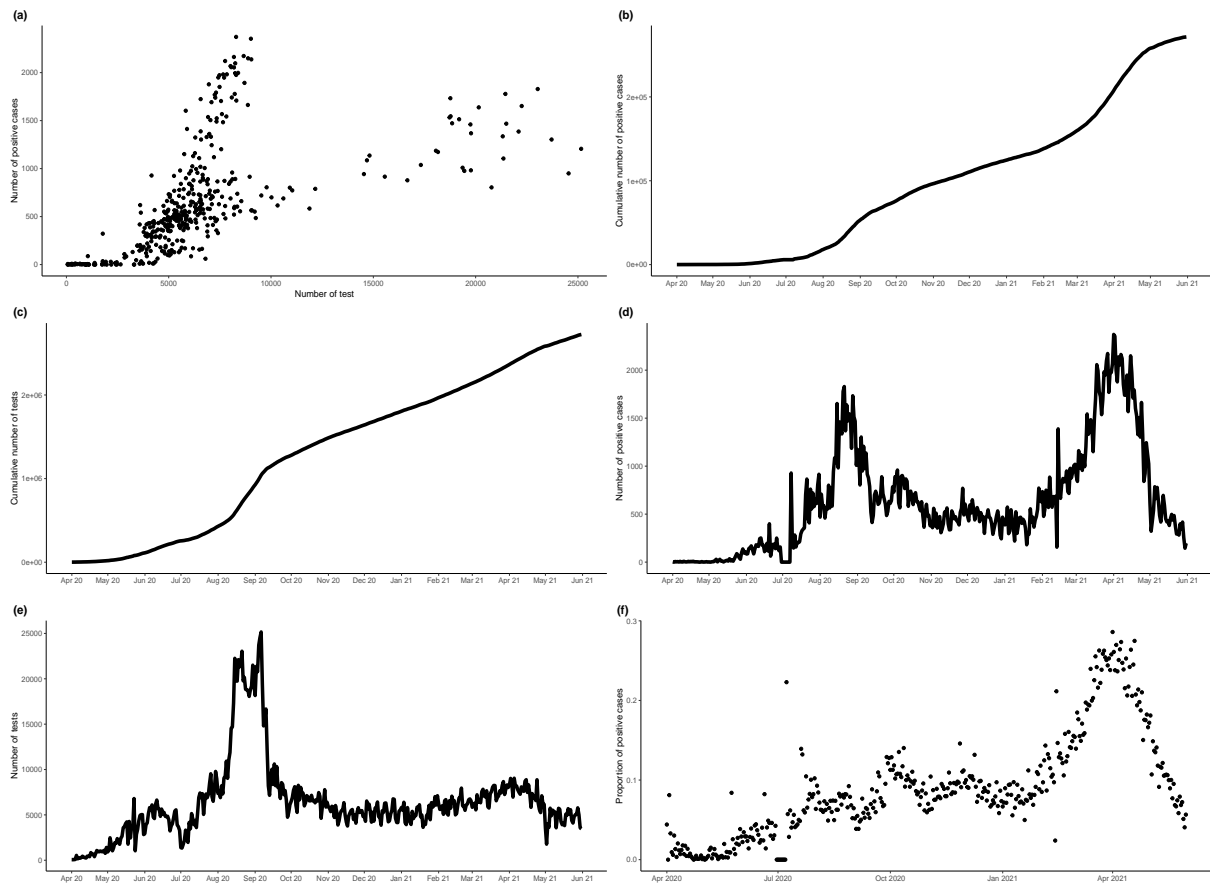 (a)
Number of positive cases
2000
1500
1000
500
0
0 5000 10000 15000 20000 25000
Number of test
(b)
Cumulative number of positive cases
2e+05
1e+05
0e+00
Apr 20 May 20 Jun 20 Jul 20 Aug 20 Sep 20 Oct 20 Nov 20 Dec 20 Jan 21 Feb 21 Mar 21 Apr 21 May 21 Jun 21
(c)
Cumulative number of tests
2e+06
1e+06
0e+00
Apr 20 May 20 Jun 20 Jul 20 Aug 20 Sep 20 Oct 20 Nov 20 Dec 20 Jan 21 Feb 21 Mar 21 Apr 21 May 21 Jun 21
(d)
Number of positive cases
2000
1500
1000
500
0
Apr 20 May 20 Jun 20 Jul 20 Aug 20 Sep 20 Oct 20 Nov 20 Dec 20 Jan 21 Feb 21 Mar 21 Apr 21 May 21 Jun 21
(e)
Number of tests
25000
20000
15000
10000
5000
0
Apr 20 May 20 Jun 20 Jul 20 Aug 20 Sep 20 Oct 20 Nov 20 Dec 20 Jan 21 Feb 21 Mar 21 Apr 21 May 21 Jun 21
(f)
Proportion of positive cases
0.3
0.2
0.1
0.0
Apr 2020 Jul 2020 Oct 2020 Jan 2021 Apr 2021